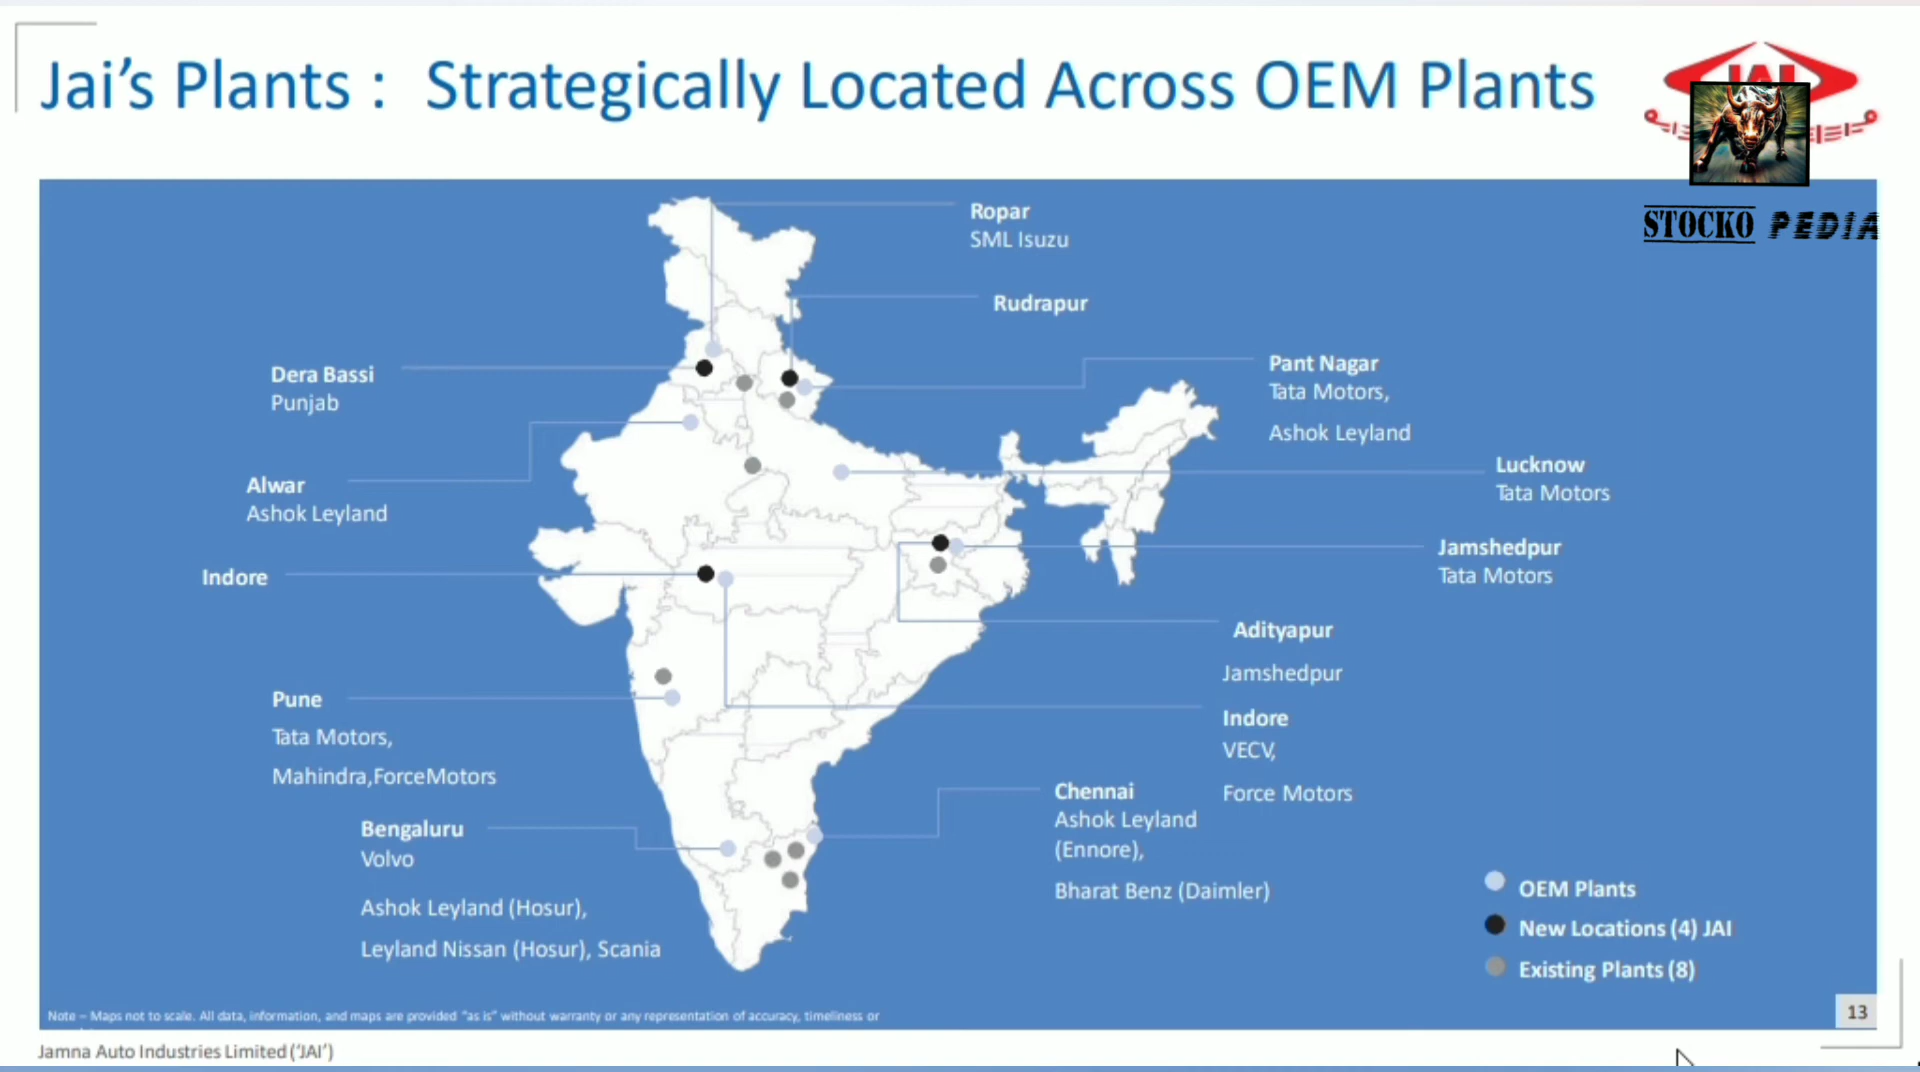 Jai's Plants : Strategically Located Across OEM Plants
JAI
STOCKO PEDIA
Ropar
SML Isuzu
Rudrapur
Dera Bassi
Punjab
Pant Nagar
Tata Motors,
Ashok Leyland
Alwar
Ashok Leyland
Lucknow
Tata Motors
Jamshedpur
Tata Motors
Indore
Adityapur
Jamshedpur
Pune
Tata Motors,
Mahindra,ForceMotors
Indore
VECV,
Force Motors
Chennai
Ashok Leyland
(Ennore),
Bharat Benz (Daimler)
Bengaluru
Volvo
Ashok Leyland (Hosur),
Leyland Nissan (Hosur), Scania
OEM Plants
New Locations (4) JAI
Existing Plants (8)
Note – Maps not to scale. All data, information, and maps are provided "as is" without warranty or any representation of accuracy, timeliness or
13
Jamna Auto Industries Limited ('JAI')